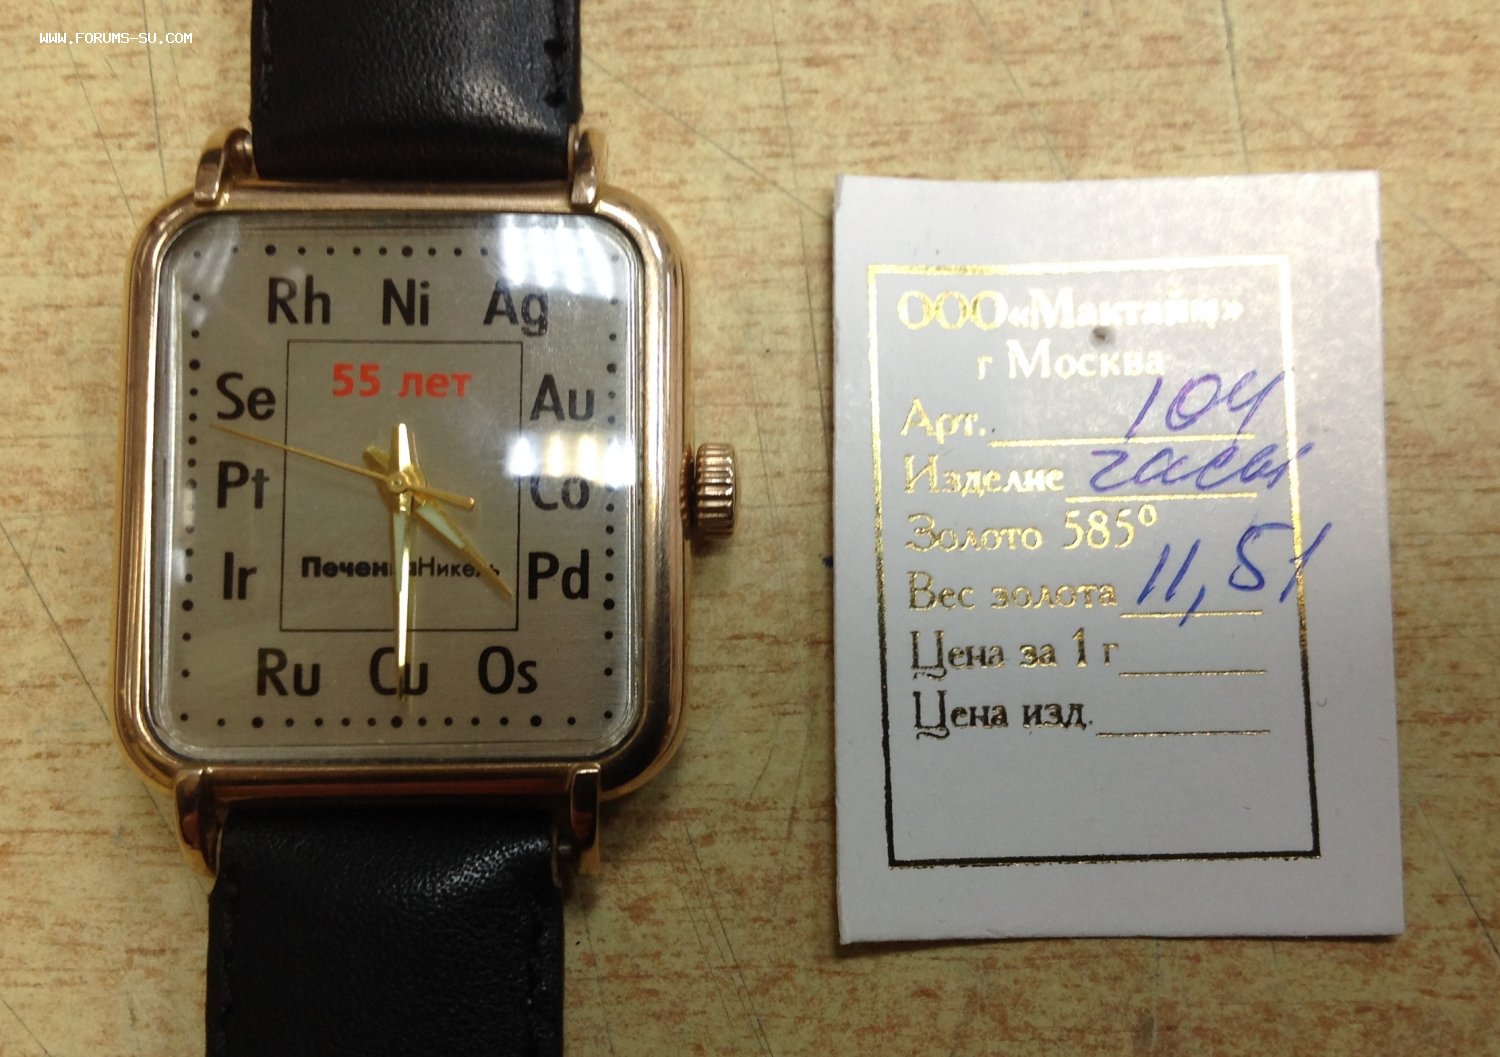 WWW.FORUMS-SU.COM
Rh Ni Ag
55 лет
Se Au
Pt Co
Ir ПеченгаНикель Pd
Ru Cu Os
ООО «Мактайм»
г Москва
Арт. 104
Изделие часы
Золото 585°
Вес золота 11,51
Цена за 1 г
Цена изд.